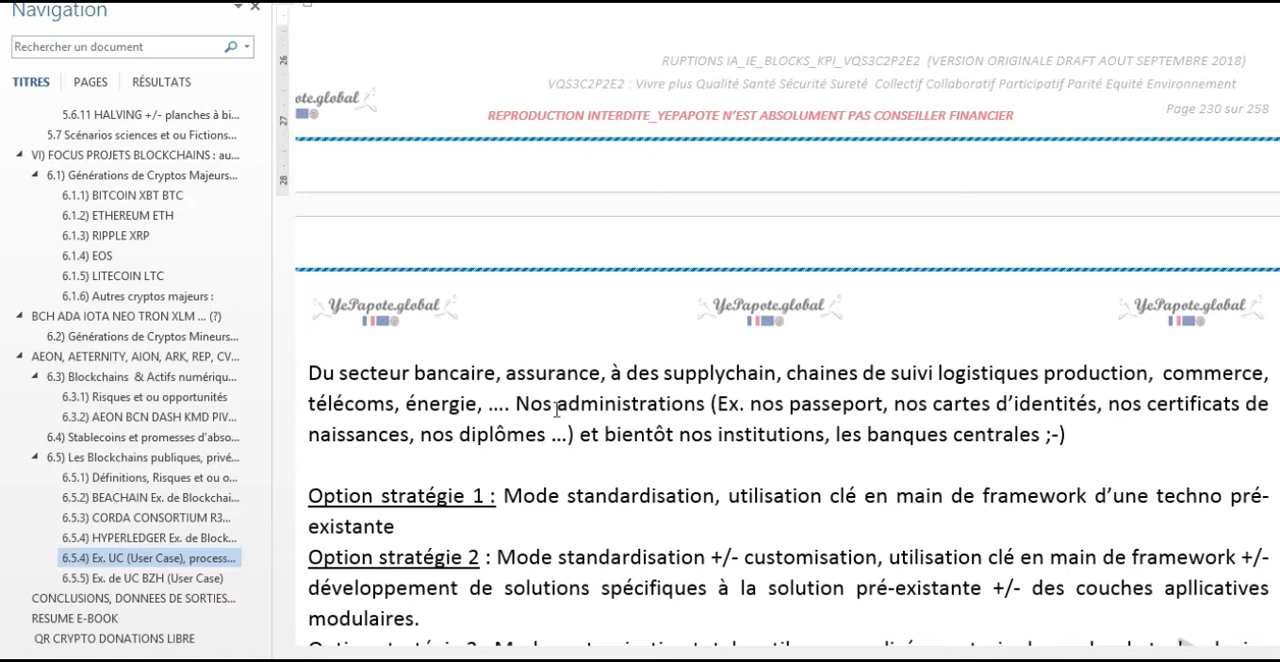 Navigation
Rechercher un document
TITRES PAGES RÉSULTATS
5.6.11 HALVING +/- planches à bi...
5.7 Scénarios sciences et ou Fictions...
VI) FOCUS PROJETS BLOCKCHAINS : au...
6.1) Générations de Cryptos Majeurs...
6.1.1) BITCOIN XBT BTC
6.1.2) ETHEREUM ETH
6.1.3) RIPPLE XRP
6.1.4) EOS
6.1.5) LITECOIN LTC
6.1.6) Autres cryptos majeurs :
BCH ADA IOTA NEO TRON XLM ... (?)
6.2) Générations de Cryptos Mineurs...
AEON, AETERNITY, AION, ARK, REP, CV...
6.3) Blockchains & Actifs numériqu...
6.3.1) Risques et ou opportunités
6.3.2) AEON BCN DASH KMD PIV...
6.4) Stablecoins et promesses d'abso...
6.5) Les Blockchains publiques, privé...
6.5.1) Définitions, Risques et ou o...
6.5.2) BEACHAIN Ex. de Blockchai...
6.5.3) CORDA CONSORTIUM R3...
6.5.4) HYPERLEDGER Ex. de Block...
6.5.4) Ex. UC (User Case), process...
6.5.5) Ex. de UC BZH (User Case)
CONCLUSIONS, DONNEES DE SORTIES...
RESUME E-BOOK
QR CRYPTO DONATIONS LIBRE
26
27
28
RUPTIONS IA_IE_BLOCKS_KPI_VQS3C2P2E2 (VERSION ORIGINALE DRAFT AOUT SEPTEMBRE 2018)
VQS3C2P2E2 : Vivre plus Qualité Santé Sécurité Sureté Collectif Collaboratif Participatif Parité Equité Environnement
ote.global
Page 230 sur 258
REPRODUCTION INTERDITE_YEPAPOTE N'EST ABSOLUMENT PAS CONSEILLER FINANCIER
YePapote.global YePapote.global YePapote.global
Du secteur bancaire, assurance, à des supplychain, chaines de suivi logistiques production, commerce,
télécoms, énergie, .... Nos administrations (Ex. nos passeport, nos cartes d'identités, nos certificats de
naissances, nos diplômes ...) et bientôt nos institutions, les banques centrales ;-)
Option stratégie 1 : Mode standardisation, utilisation clé en main de framework d'une techno pré-
existante
Option stratégie 2 : Mode standardisation +/- customisation, utilisation clé en main de framework +/-
développement de solutions spécifiques à la solution pré-existante +/- des couches apllicatives
modulaires.